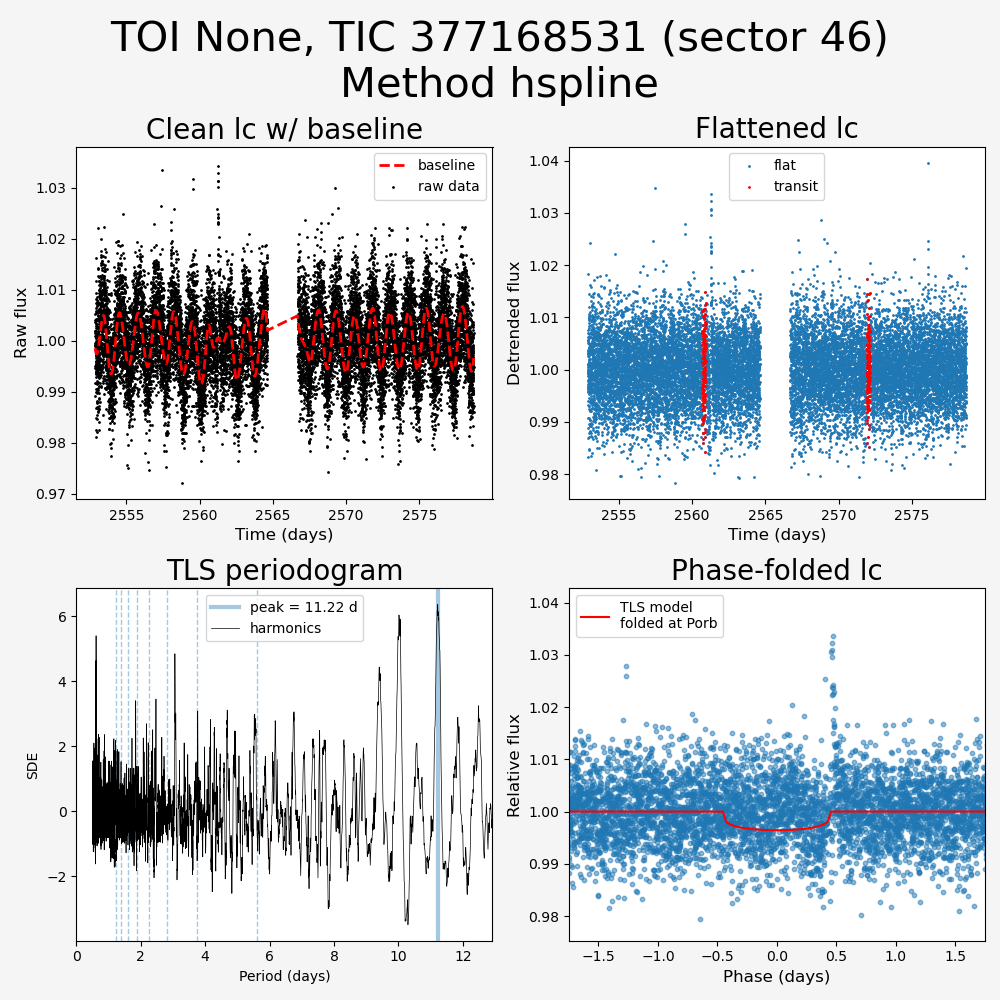 TOI None, TIC 377168531 (sector 46)
Method hspline
Clean lc w/ baseline
baseline
raw data
1.03
1.02
1.01
1.00
0.99
0.98
0.97
Raw flux
2555
2560
2565
2570
2575
Time (days)
Flattened lc
flat
transit
1.04
1.03
1.02
1.01
1.00
0.99
0.98
Detrended flux
2555
2560
2565
2570
2575
Time (days)
TLS periodogram
peak = 11.22 d
harmonics
6
4
2
0
−2
SDE
0
2
4
6
8
10
12
Period (days)
Phase-folded lc
TLS model
folded at Porb
1.04
1.03
1.02
1.01
1.00
0.99
0.98
Relative flux
−1.5
−1.0
−0.5
0.0
0.5
1.0
1.5
Phase (days)